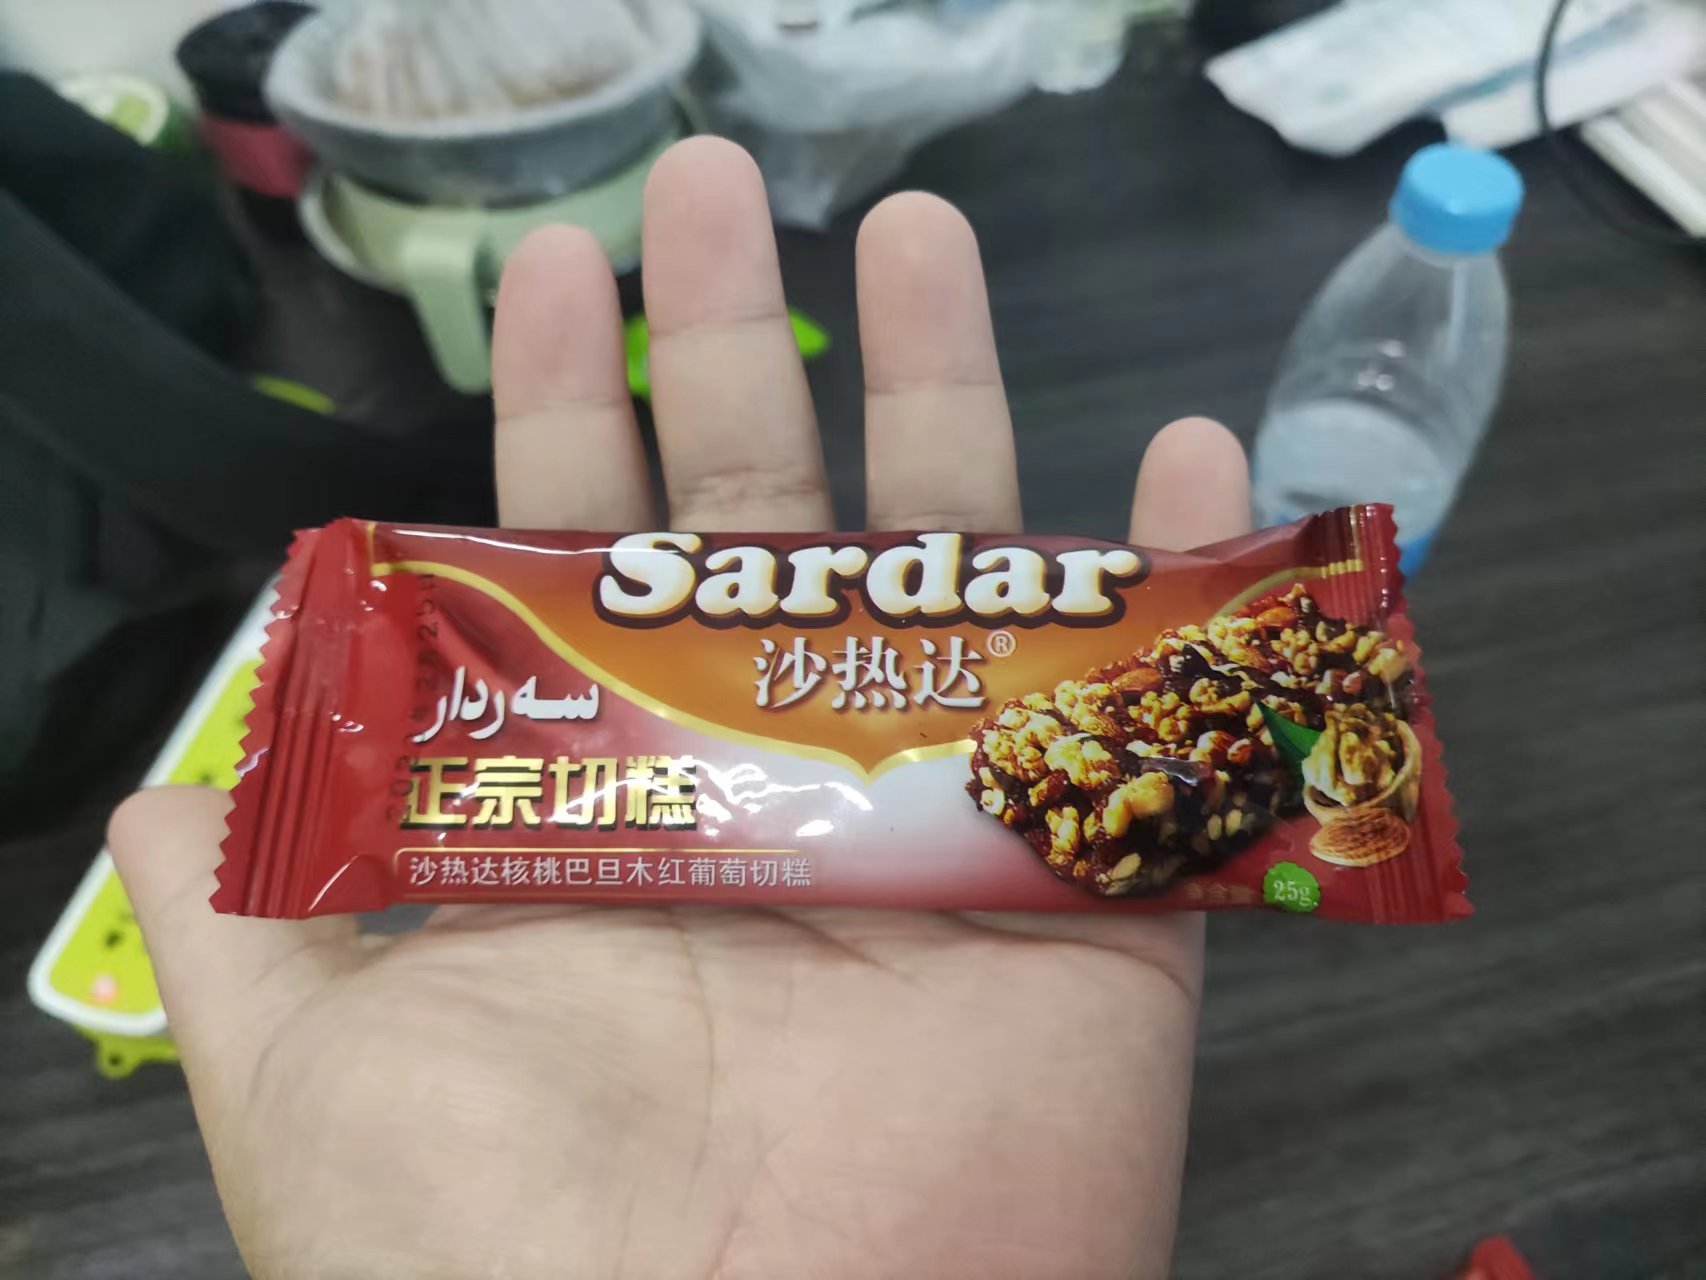 Sardar
沙热达®
سەردار
正宗切糕
沙热达核桃巴旦木红葡萄切糕
25g